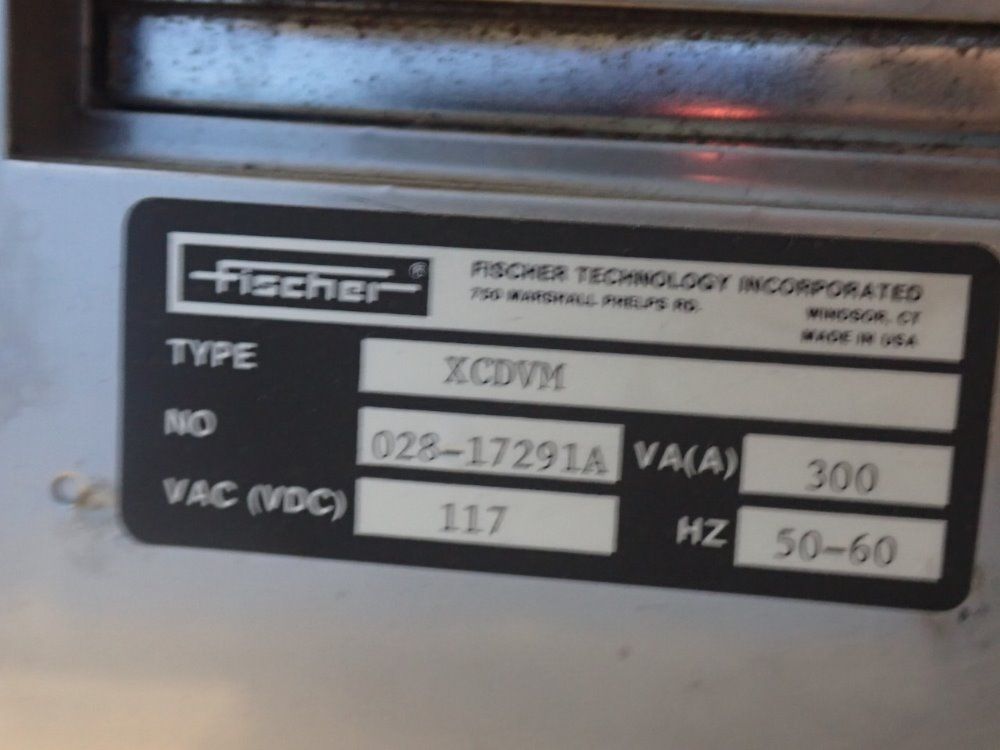 Fischer®
FISCHER TECHNOLOGY INCORPORATED
750 MARSHALL PHELPS RD.
WINDSOR, CT
MADE IN USA
TYPE XCDVM
NO 028-17291A VA(A) 300
VAC (VDC) 117 HZ 50-60